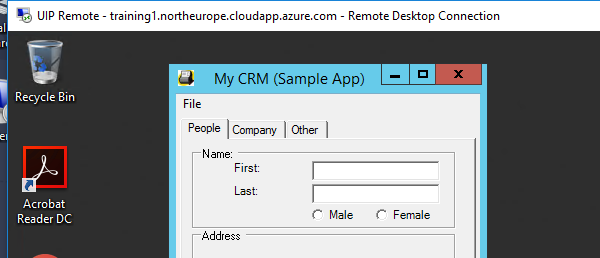 UIP Remote - training1.northeurope.cloudapp.azure.com - Remote Desktop Connection
Recycle Bin
My CRM (Sample App)
File
People Company Other
Name:
First:
Last:
Male Female
Acrobat
Reader DC
Address